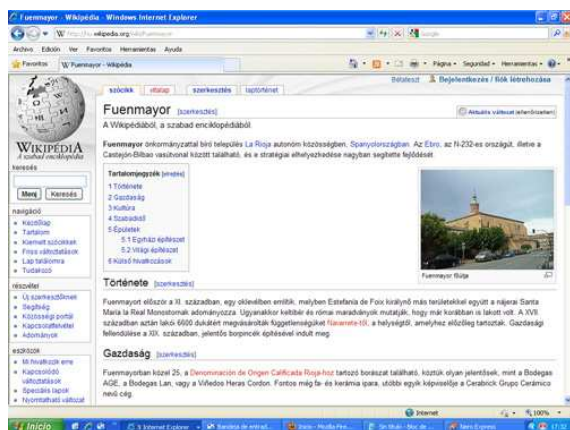 Fuenmayor - Wikipédia - Windows Internet Explorer
Archivo Edición Ver Favoritos Herramientas Ayuda
Favoritos Fuenmayor - Wikipédia
Página Seguridad Herramientas
Bejelentkezés / fiók létrehozása
szócikk vitalap szerkesztés laptörténet
Fuenmayor [szerkesztés]
A Wikipédiából, a szabad enciklopédiából
Fuenmayor önkormányzattal bíró település La Rioja autonóm közösségben, Spanyolországban. Az Ebro, az N-232-es országút, illetve a
Castejón-Bilbao vasútvonal között található, és e stratégiai elhelyezkedése nagyban segítette fejlődését.
WIKIPÉDIA
A szabad enciklopédia
keresés
Menj Keresés
navigáció
Kezdőlap
Tartalom
Kiemelt szócikkek
Friss változtatások
Lap találomra
Tudakozó
részvétel
Új szerkesztőknek
Segítség
Közösségi portál
Kapcsolatfelvétel
Adományok
eszközök
Mi hivatkozik erre
Kapcsolódó
változtatások
Speciális lapok
Nyomtatható változat
Tartalomjegyzék [elrejtés]
1 Története
2 Gazdaság
3 Kultúra
4 Szabadidő
5 Épületek
5.1 Egyházi építészet
5.2 Világi építészet
6 Külső hivatkozások
Fuenmayor főútja
Története [szerkesztés]
Fuenmayort először a XI. században, egy oklevélben említik, melyben Estefanía de Foix királynő más területekkel együtt a nájerai Santa
María la Real Monostornak adományozza. Ugyanakkor keltibér és római maradványok mutatják, hogy már korábban is lakott volt. A XVII
században aztán lakói 6600 dukátért megvásárolták függetlenségüket Navarrete-től, a helységtől, amelyhez előzőleg tartoztak. Gazdasági
fellendülése a XIX. században, jelentős borpincék építésével indult meg.
Gazdaság [szerkesztés]
Fuenmayorban közel 25, a Denominación de Origen Calificada Rioja-hoz tartozó borászat található, köztük olyan jelentősek, mint a Bodegas
AGE, a Bodegas Lan, vagy a Viñedos Heras Cordon. Fontos még fa- és kerámia ipara, utóbbi egyik képviselője a Cerabrick Grupo Cerámico
nevű cég.
Internet 100%
Inicio
17:32